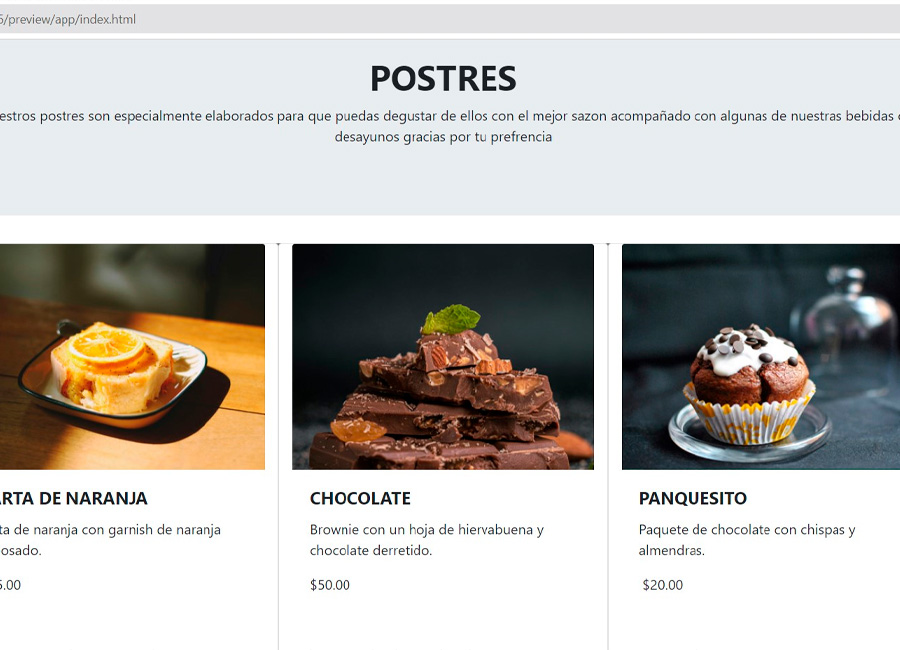 5/preview/app/index.html
POSTRES
estros postres son especialmente elaborados para que puedas degustar de ellos con el mejor sazon acompañado con algunas de nuestras bebidas
desayunos gracias por tu prefrencia
RTA DE NARANJA
CHOCOLATE
PANQUESITO
ta de naranja con garnish de naranja
osado.
Brownie con un hoja de hiervabuena y
chocolate derretido.
Paquete de chocolate con chispas y
almendras.
5.00
$50.00
$20.00